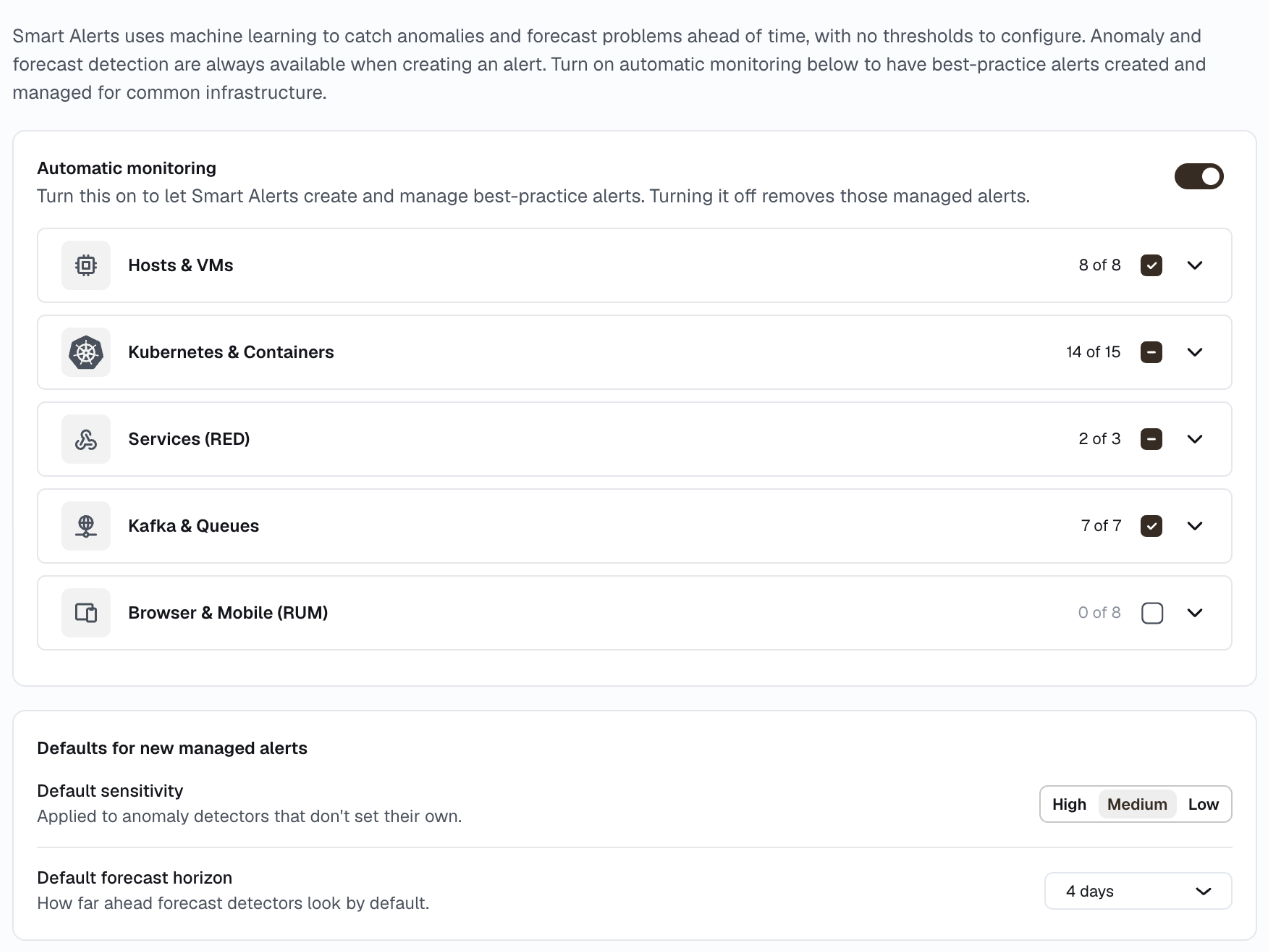 Smart Alerts uses machine learning to catch anomalies and forecast problems ahead of time, with no thresholds to configure. Anomaly and
forecast detection are always available when creating an alert. Turn on automatic monitoring below to have best-practice alerts created and
managed for common infrastructure.
Automatic monitoring
Turn this on to let Smart Alerts create and manage best-practice alerts. Turning it off removes those managed alerts.
Hosts & VMs 8 of 8
Kubernetes & Containers 14 of 15
Services (RED) 2 of 3
Kafka & Queues 7 of 7
Browser & Mobile (RUM) 0 of 8
Defaults for new managed alerts
Default sensitivity
Applied to anomaly detectors that don't set their own.
High Medium Low
Default forecast horizon
How far ahead forecast detectors look by default.
4 days